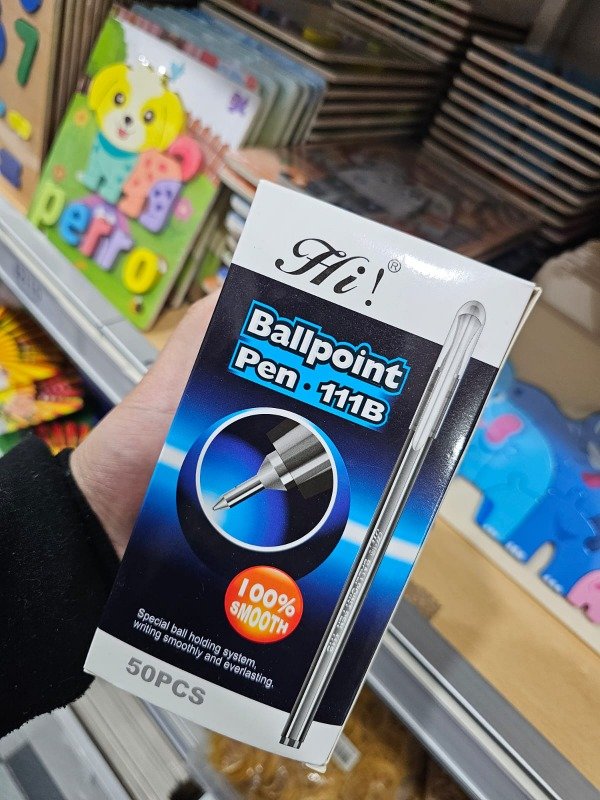 perro
Hi!®
Ballpoint
Pen · 111B
100%
SMOOTH
Special ball holding system,
writing smoothly and everlasting.
50PCS